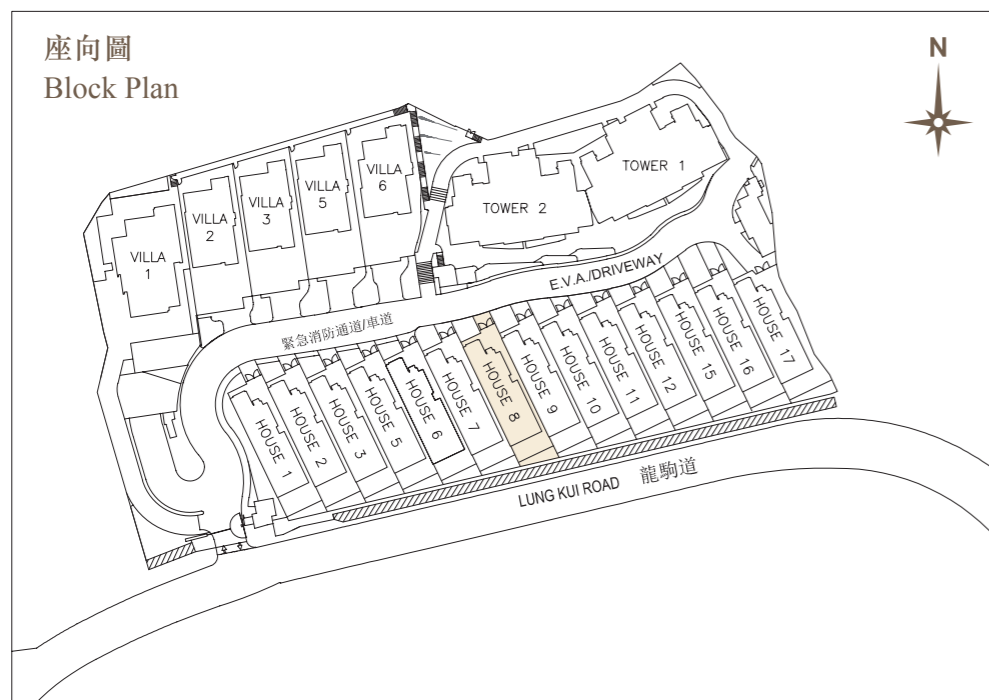 座向圖
Block Plan
N
VILLA
1
VILLA
2
VILLA
3
VILLA
5
VILLA
6
TOWER 2
TOWER 1
E.V.A./DRIVEWAY
緊急消防通道/車道
HOUSE 1
HOUSE 2
HOUSE 3
HOUSE 5
HOUSE 6
HOUSE 7
HOUSE 8
HOUSE 9
HOUSE 10
HOUSE 11
HOUSE 12
HOUSE 15
HOUSE 16
HOUSE 17
LUNG KUI ROAD 龍駒道